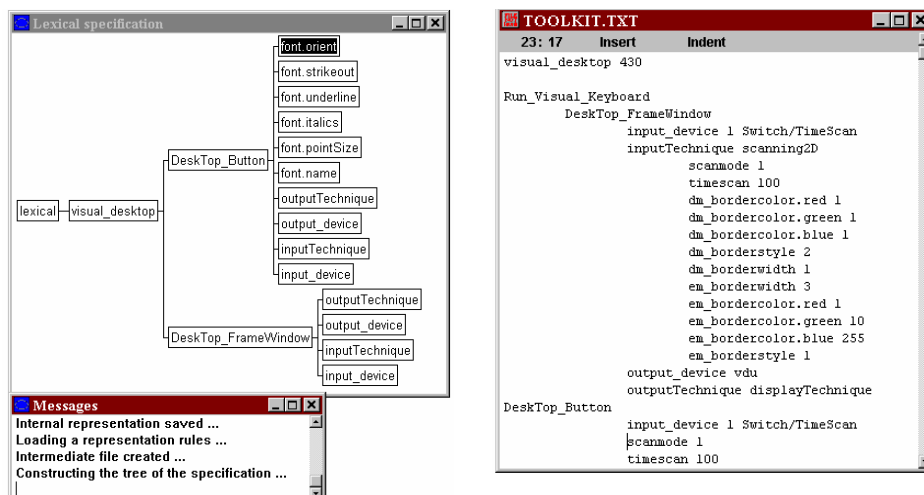 Lexical specification
font.orient
font.strikeout
font.underline
font.italics
DeskTop_Button
font.pointSize
font.name
outputTechnique
lexical
visual_desktop
output_device
inputTechnique
input_device
outputTechnique
output_device
DeskTop_FrameWindow
inputTechnique
input_device
Messages
Internal representation saved ...
Loading a representation rules ...
Intermediate file created ...
Constructing the tree of the specification ...
TOOLKIT.TXT
23: 17 Insert Indent
visual_desktop 430
Run_Visual_Keyboard
DeskTop_FrameWindow
input_device 1 Switch/TimeScan
inputTechnique scanning2D
scanmode 1
timescan 100
dm_bordercolor.red 1
dm_bordercolor.green 1
dm_bordercolor.blue 1
dm_borderstyle 2
dm_borderwidth 1
em_borderwidth 3
em_bordercolor.red 1
em_bordercolor.green 10
em_bordercolor.blue 255
em_borderstyle 1
output_device vdu
outputTechnique displayTechnique
DeskTop_Button
input_device 1 Switch/TimeScan
scanmode 1
timescan 100